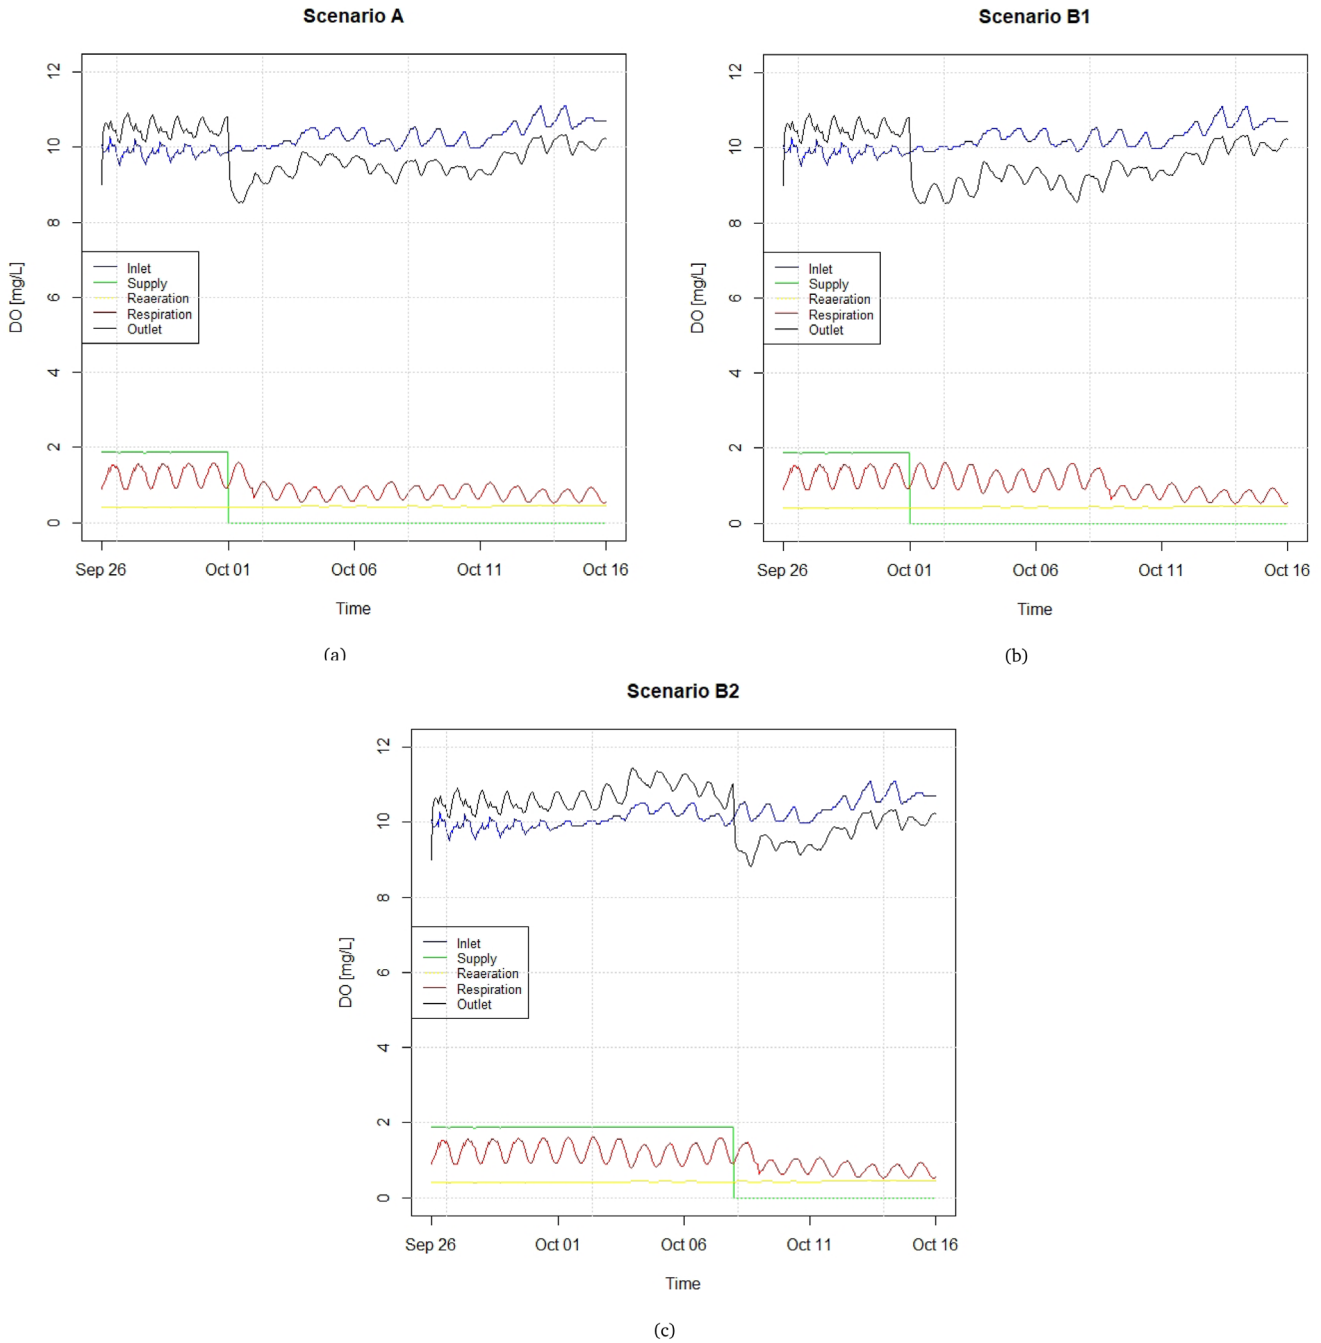 Scenario A
12
10
8
6
4
2
0
DO [mg/L]
Inlet
Supply
Reaeration
Respiration
Outlet
Sep 26 Oct 01 Oct 06 Oct 11 Oct 16
Time
(a)
Scenario B1
12
10
8
6
4
2
0
DO [mg/L]
Inlet
Supply
Reaeration
Respiration
Outlet
Sep 26 Oct 01 Oct 06 Oct 11 Oct 16
Time
(b)
Scenario B2
12
10
8
6
4
2
0
DO [mg/L]
Inlet
Supply
Reaeration
Respiration
Outlet
Sep 26 Oct 01 Oct 06 Oct 11 Oct 16
Time
(c)